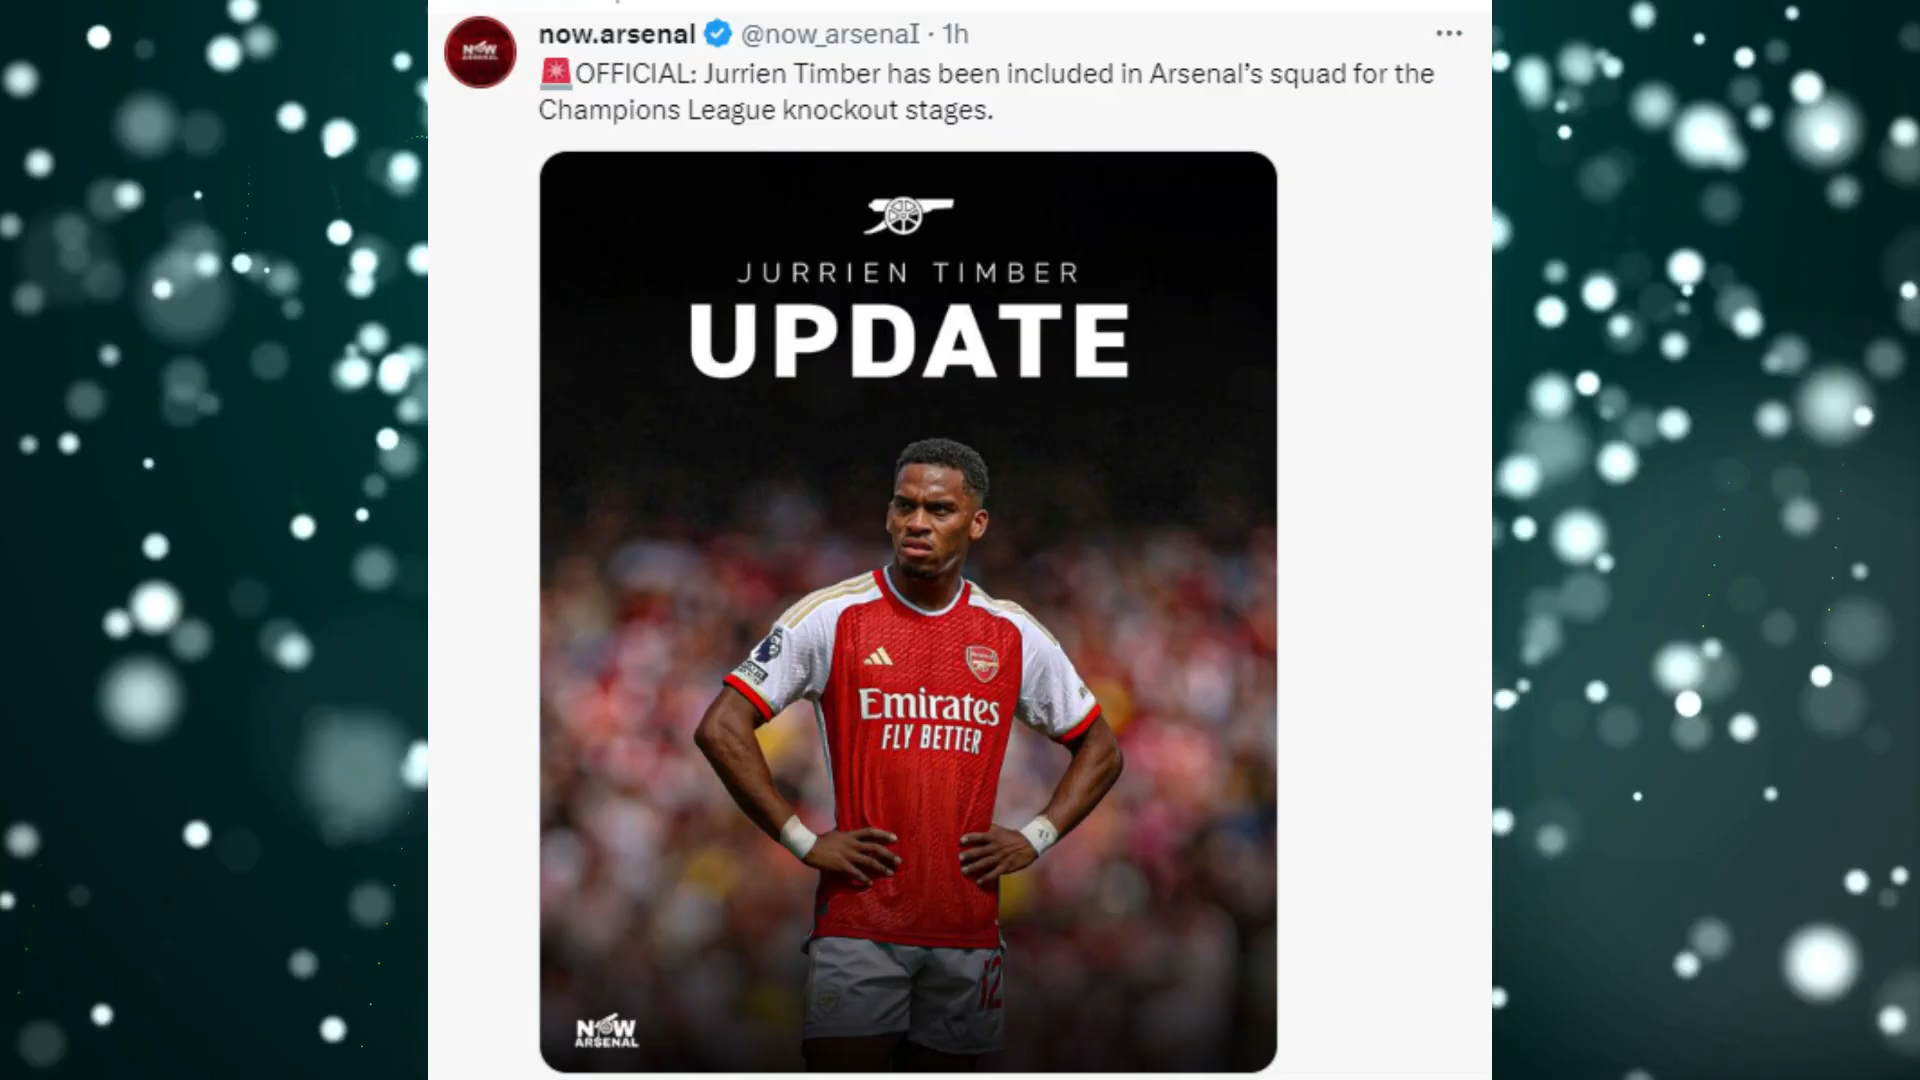 now.arsenal @now_arsenaI · 1h
🚨OFFICIAL: Jurrien Timber has been included in Arsenal’s squad for the
Champions League knockout stages.
JURRIEN TIMBER
UPDATE
Emirates
FLY BETTER
12
NOW
ARSENAL